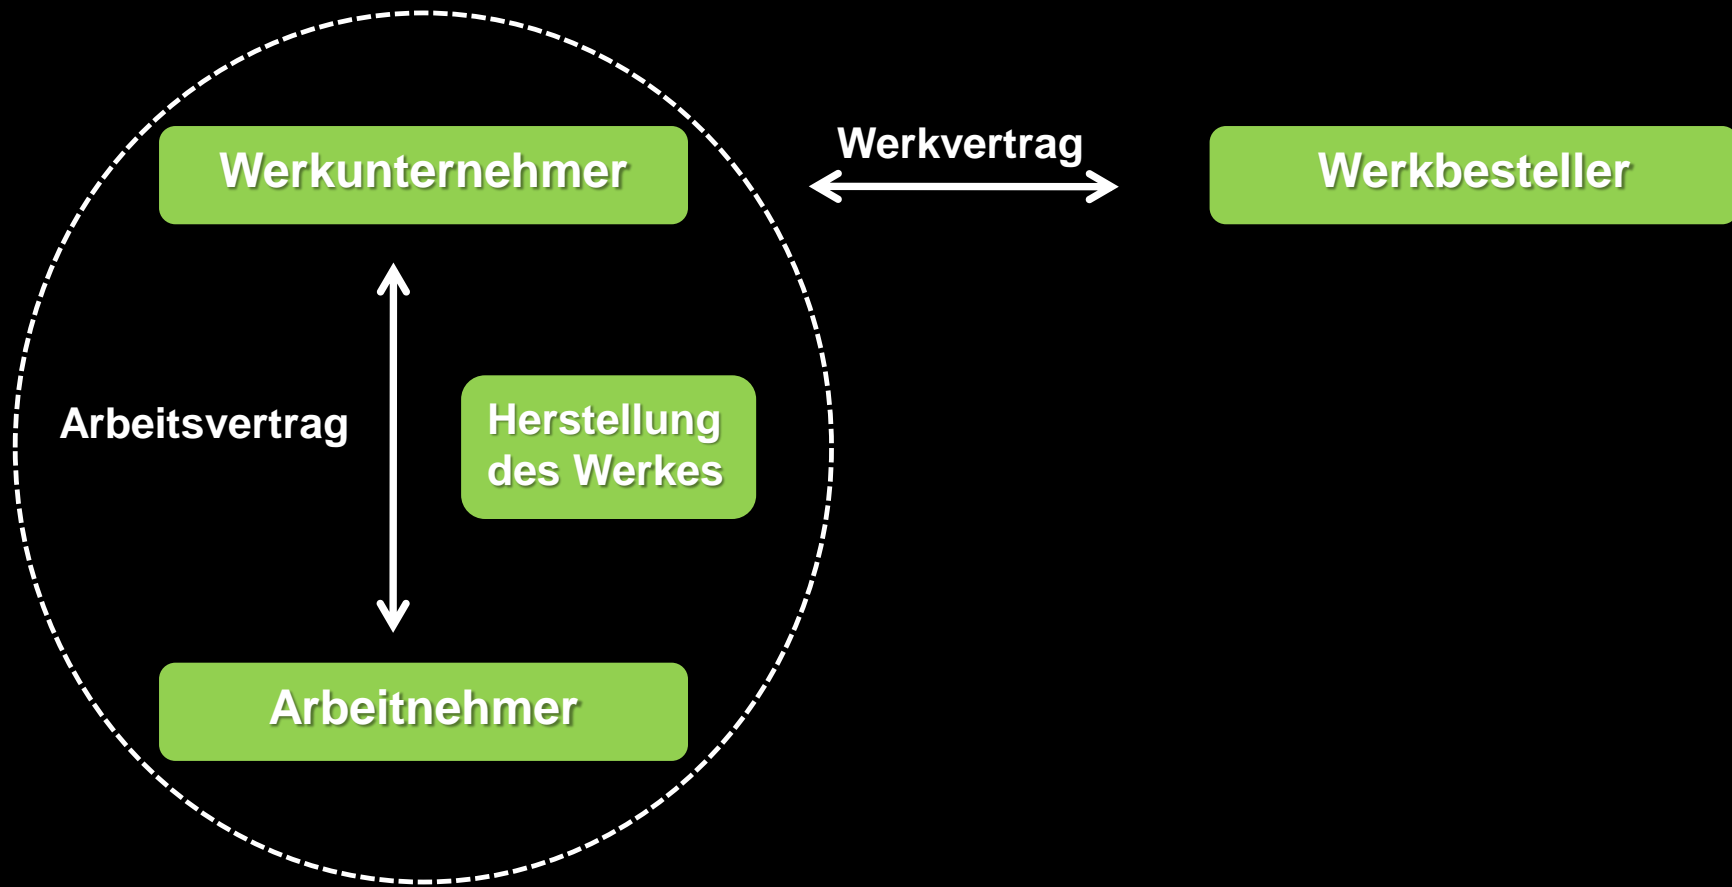 Werkunternehmer
Werkvertrag
Werkbesteller
Arbeitsvertrag
Herstellung
des Werkes
Arbeitnehmer